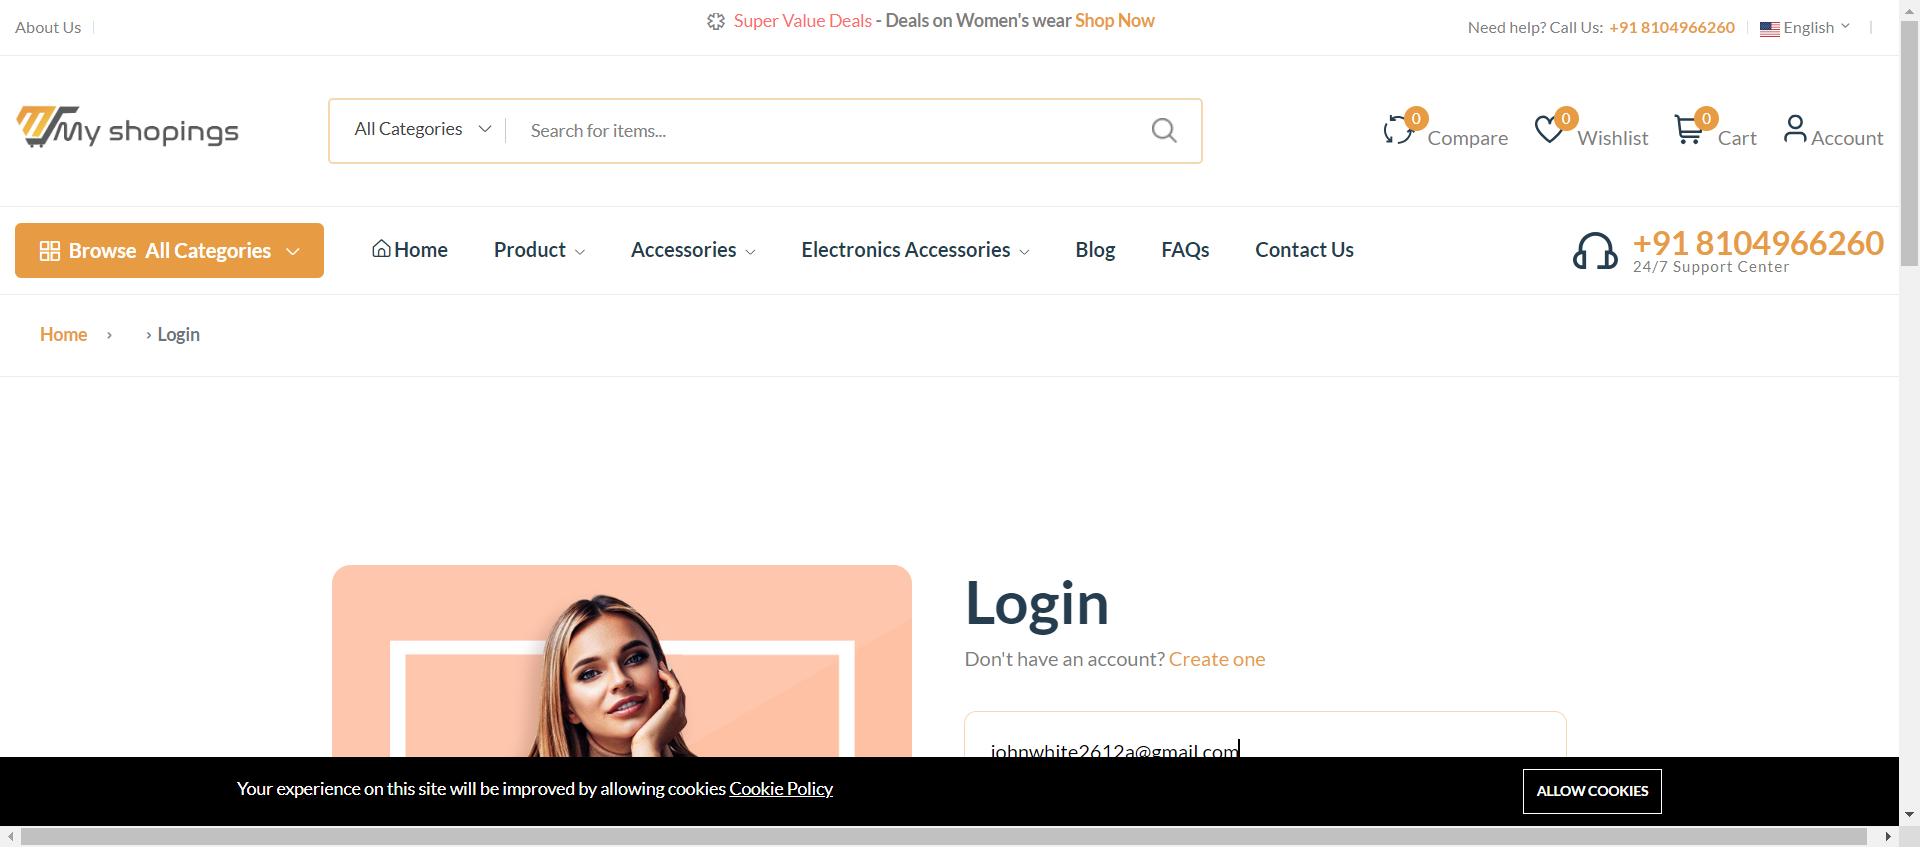 About Us
Super Value Deals - Deals on Women's wear Shop Now
Need help? Call Us: +91 8104966260
English
My shopings
All Categories
Search for items...
0 Compare
0 Wishlist
0 Cart
Account
Browse All Categories
Home
Product
Accessories
Electronics Accessories
Blog
FAQs
Contact Us
+91 8104966260
24/7 Support Center
Home › › Login
Login
Don't have an account? Create one
johnwhite2612a@gmail.com
Your experience on this site will be improved by allowing cookies Cookie Policy
ALLOW COOKIES